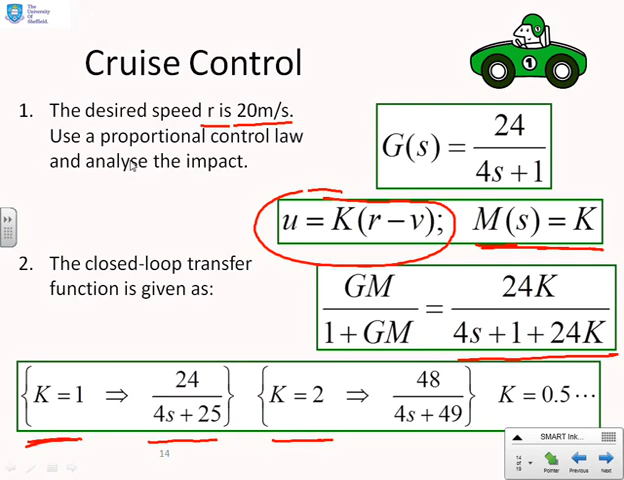 The
University
Of
Sheffield.
Cruise Control
1
1. The desired speed r is 20m/s.
Use a proportional control law
and analyse the impact.
G(s) = 24 / (4s + 1)
u = K(r − v); M(s) = K
2. The closed-loop transfer
function is given as:
GM / (1 + GM) = 24K / (4s + 1 + 24K)
{K = 1 ⇒ 24 / (4s + 25)} {K = 2 ⇒ 48 / (4s + 49)} K = 0.5⋯
14
SMART Ink...
14
of
19
Pointer Previous Next